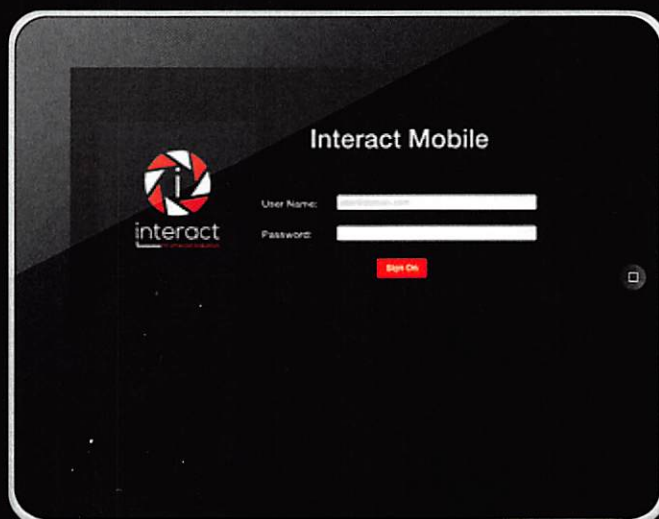 Interact Mobile
i
interact
User Name:
Password:
Sign On